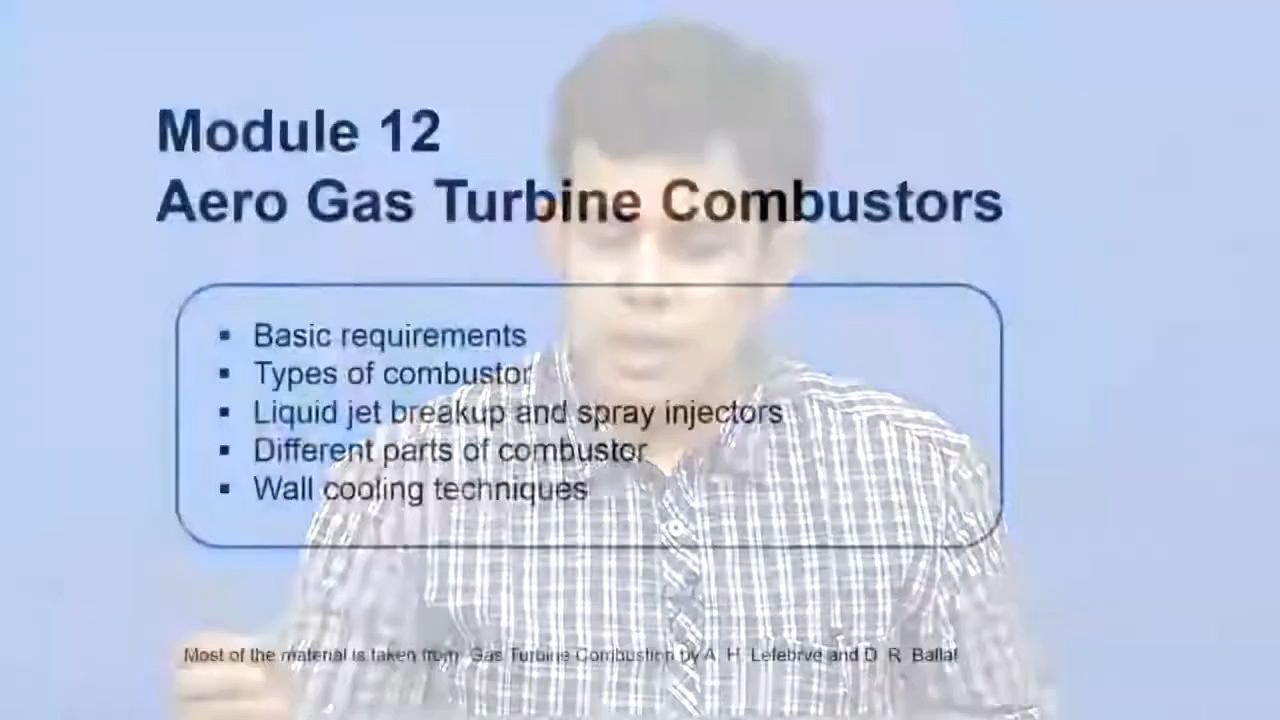 Module 12
Aero Gas Turbine Combustors
▪ Basic requirements
▪ Types of combustor
▪ Liquid jet breakup and spray injectors
▪ Different parts of combustor
▪ Wall cooling techniques
Most of the material is taken from Gas Turbine Combustion by A. H. Lefebrve and D. R. Ballal